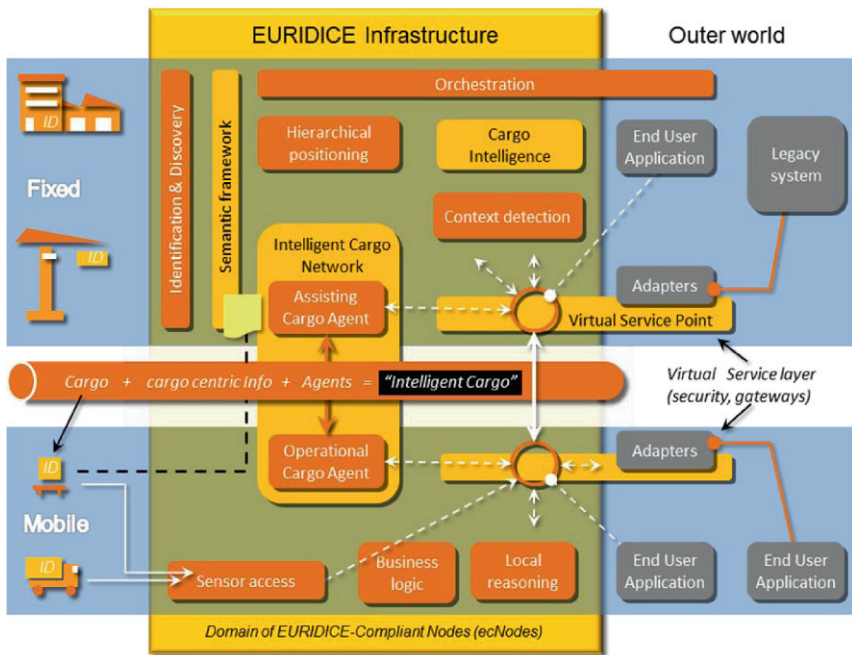 EURIDICE Infrastructure
Outer world
Orchestration
ID
Identification & Discovery
Semantic framework
Hierarchical
positioning
Cargo
Intelligence
End User
Application
Legacy
system
Fixed
Context detection
ID
Intelligent Cargo
Network
Assisting
Cargo Agent
Adapters
Virtual Service Point
Cargo + cargo centric Info + Agents = "Intelligent Cargo"
Virtual Service layer
(security, gateways)
Operational
Cargo Agent
Adapters
ID
Mobile
ID
Sensor access
Business
logic
Local
reasoning
End User
Application
End User
Application
Domain of EURIDICE-Compliant Nodes (ecNodes)